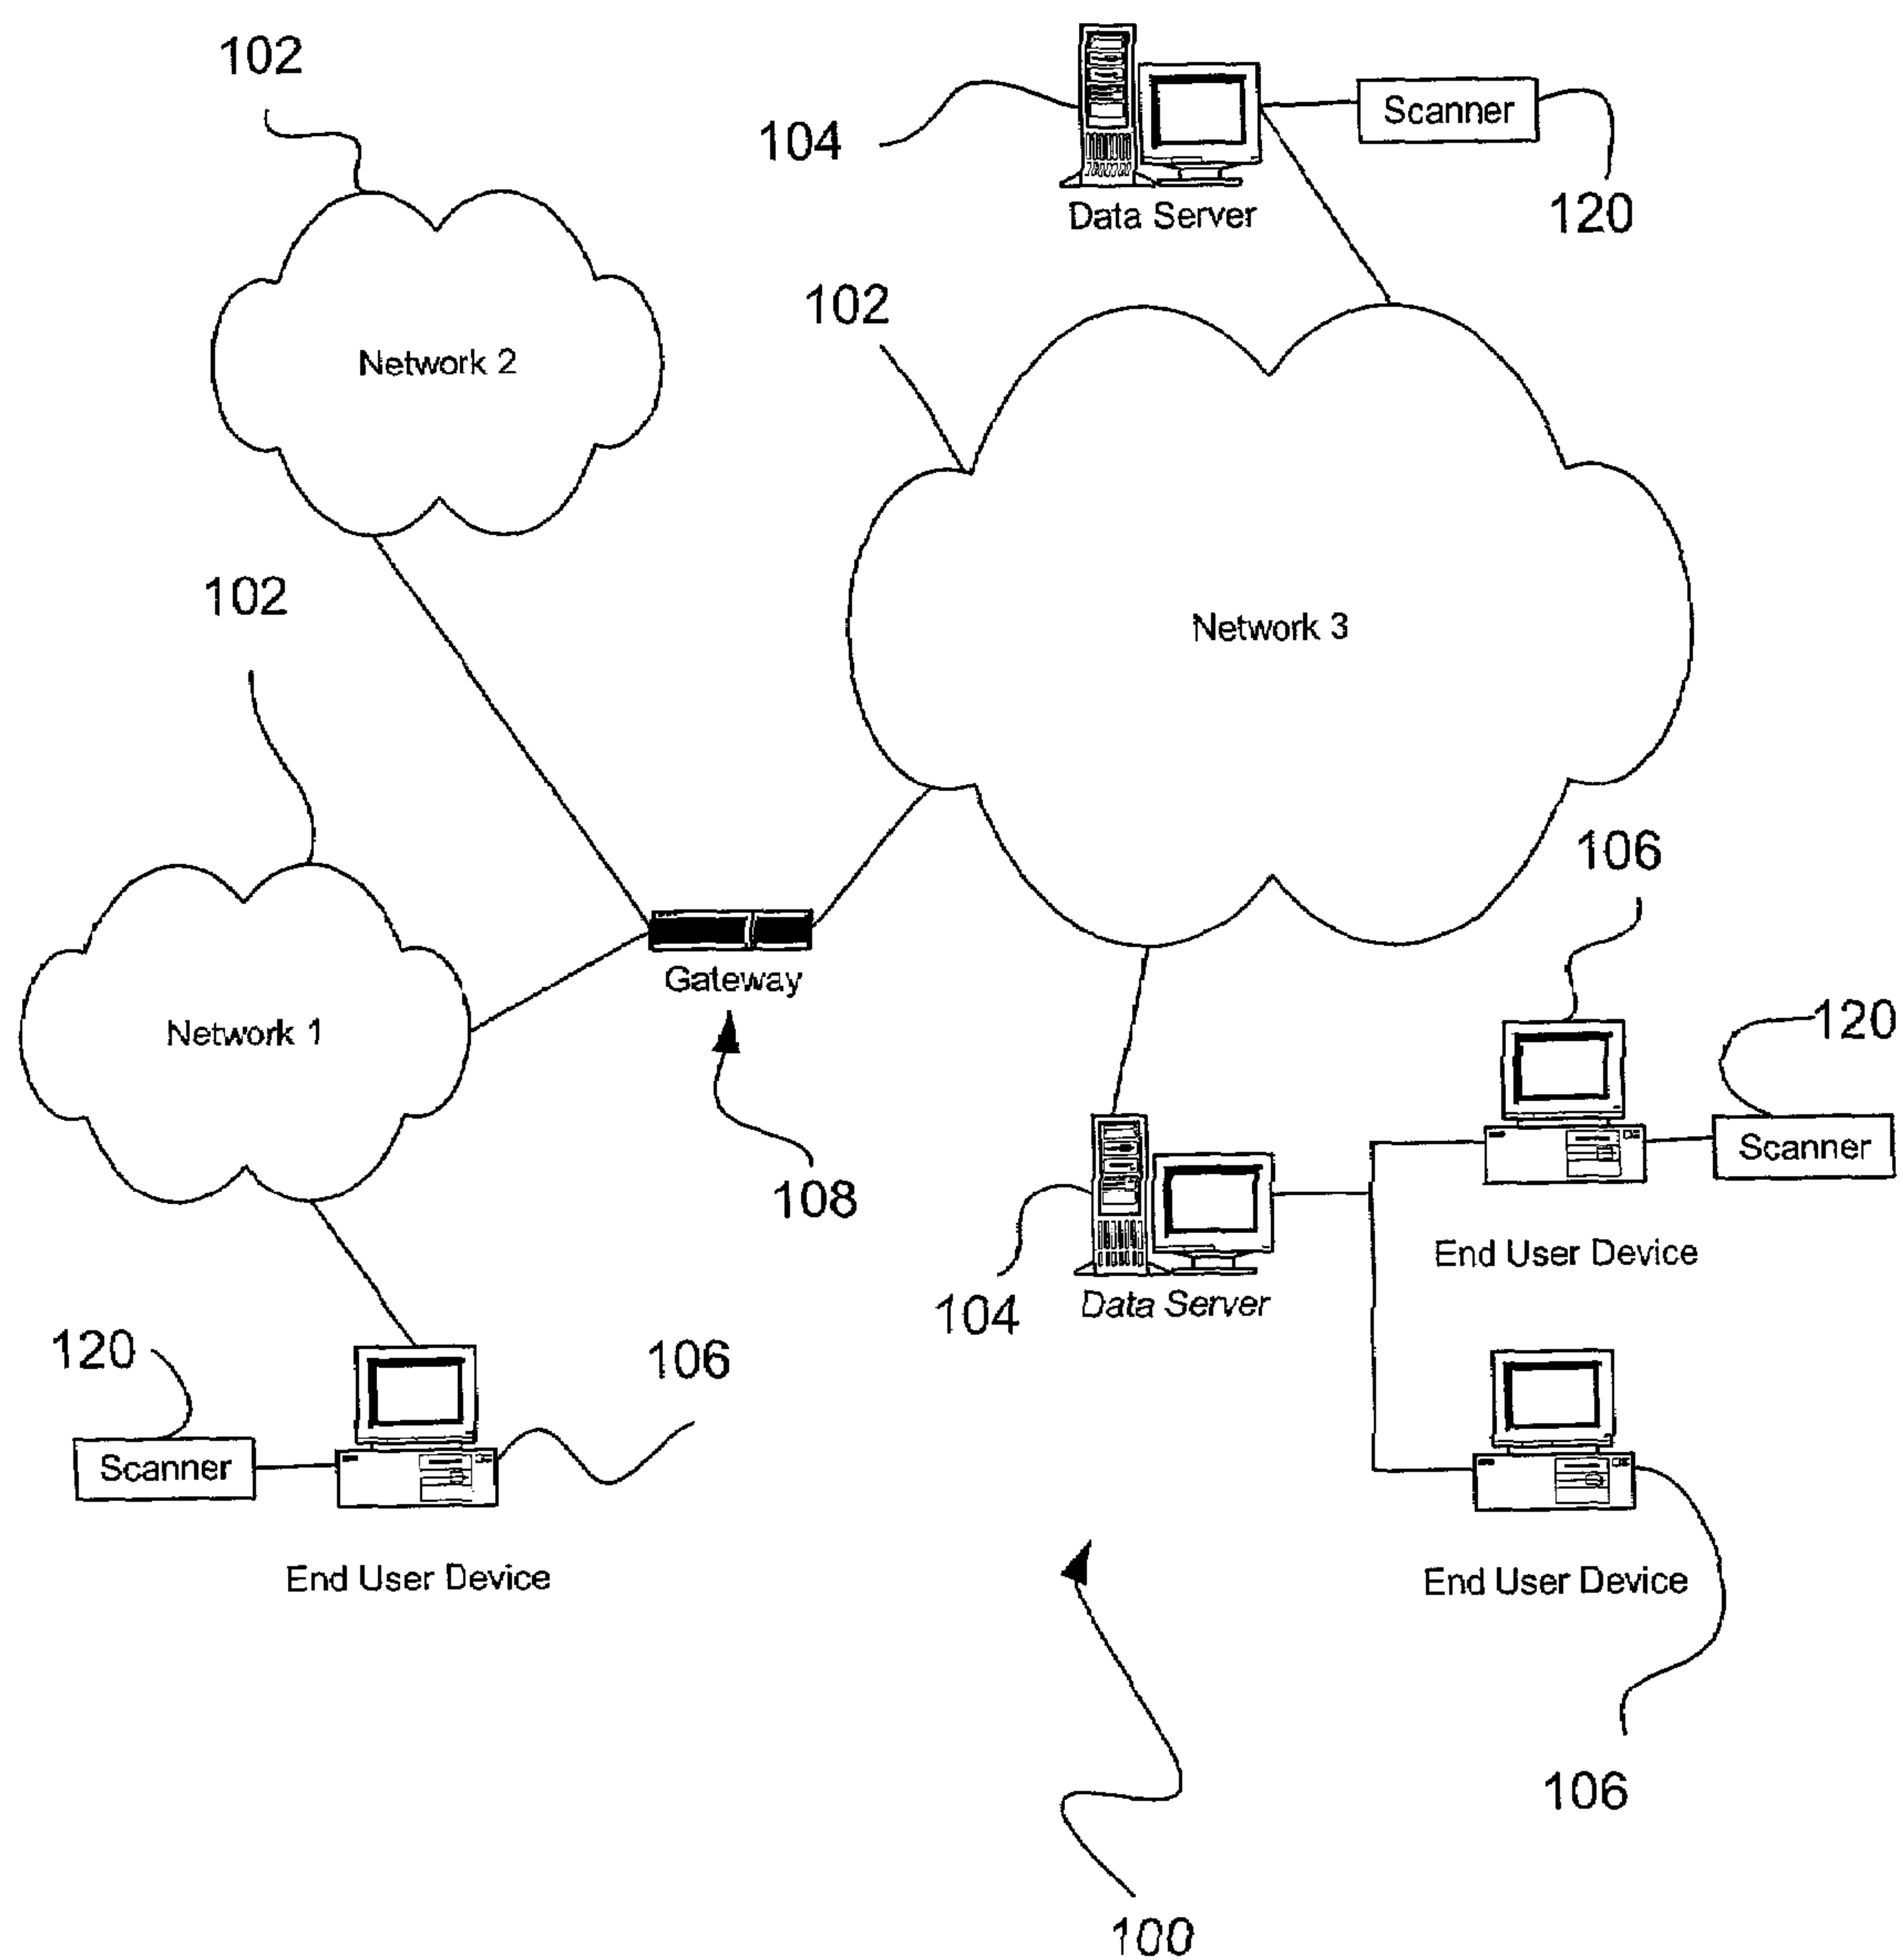 102
104
Data Server
Scanner
120
102
Network 2
Network 3
102
106
Gateway
Network 1
120
Scanner
108
End User Device
104
Data Server
120
106
Scanner
End User Device
End User Device
106
100